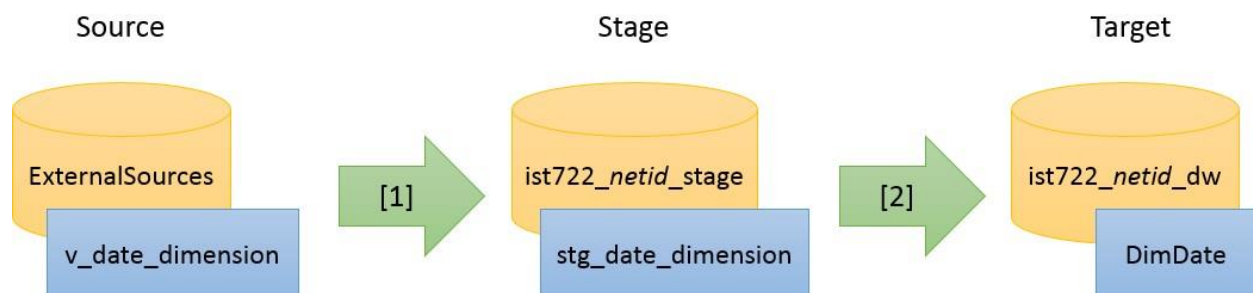 Source Stage Target
ExternalSources [1] ist722_netid_stage [2] ist722_netid_dw
v_date_dimension stg_date_dimension DimDate